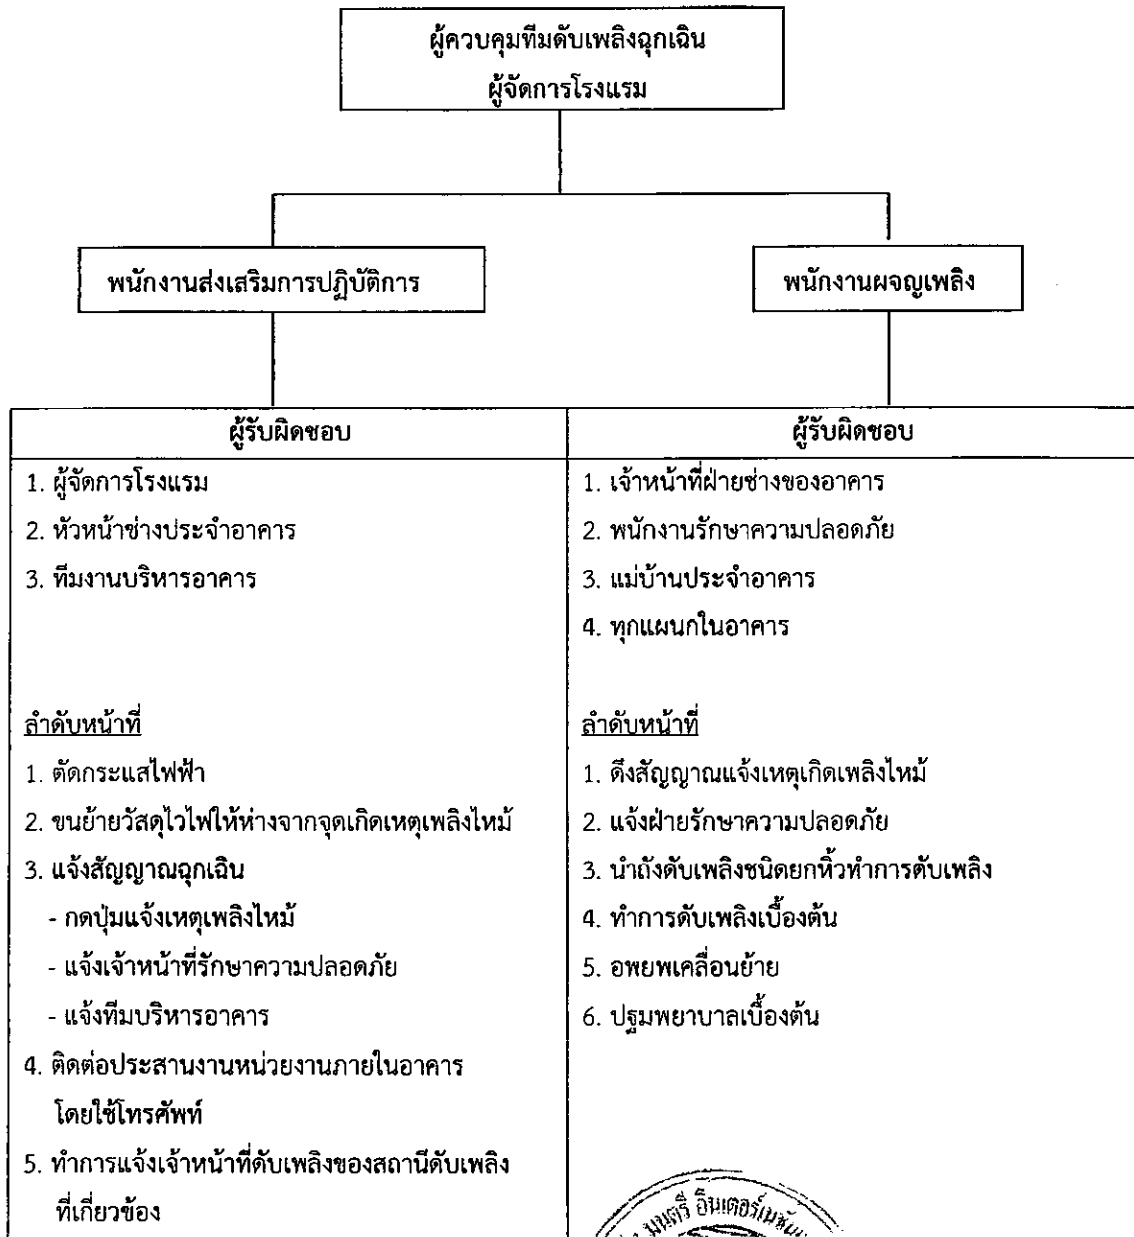 ผู้ควบคุมทีมดับเพลิงฉุกเฉิน
ผู้จัดการโรงแรม
พนักงานส่งเสริมการปฏิบัติการ
พนักงานผจญเพลิง
ผู้รับผิดชอบ
1. ผู้จัดการโรงแรม
2. หัวหน้าช่างประจำอาคาร
3. ทีมงานบริหารอาคาร
ลำดับหน้าที่
1. ตัดกระแสไฟฟ้า
2. ขนย้ายวัสดุไวไฟให้ห่างจากจุดเกิดเหตุเพลิงไหม้
3. แจ้งสัญญาณฉุกเฉิน
- กดปุ่มแจ้งเหตุเพลิงไหม้
- แจ้งเจ้าหน้าที่รักษาความปลอดภัย
- แจ้งทีมบริหารอาคาร
4. ติดต่อประสานงานหน่วยงานภายในอาคาร
โดยใช้โทรศัพท์
5. ทำการแจ้งเจ้าหน้าที่ดับเพลิงของสถานีดับเพลิง
ที่เกี่ยวข้อง
ผู้รับผิดชอบ
1. เจ้าหน้าที่ฝ่ายช่างของอาคาร
2. พนักงานรักษาความปลอดภัย
3. แม่บ้านประจำอาคาร
4. ทุกแผนกในอาคาร
ลำดับหน้าที่
1. ดึงสัญญาณแจ้งเหตุเกิดเพลิงไหม้
2. แจ้งฝ่ายรักษาความปลอดภัย
3. นำถังดับเพลิงชนิดยกหิ้วทำการดับเพลิง
4. ทำการดับเพลิงเบื้องต้น
5. อพยพเคลื่อนย้าย
6. ปฐมพยาบาลเบื้องต้น
มนตรี อินเตอร์เนชั่น